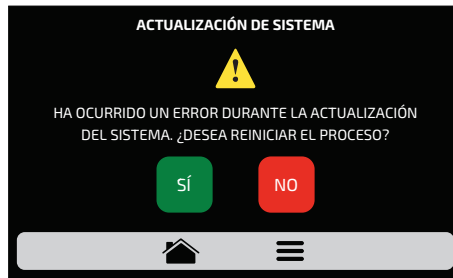 ACTUALIZACIÓN DE SISTEMA
HA OCURRIDO UN ERROR DURANTE LA ACTUALIZACIÓN
DEL SISTEMA. ¿DESEA REINICIAR EL PROCESO?
SÍ NO